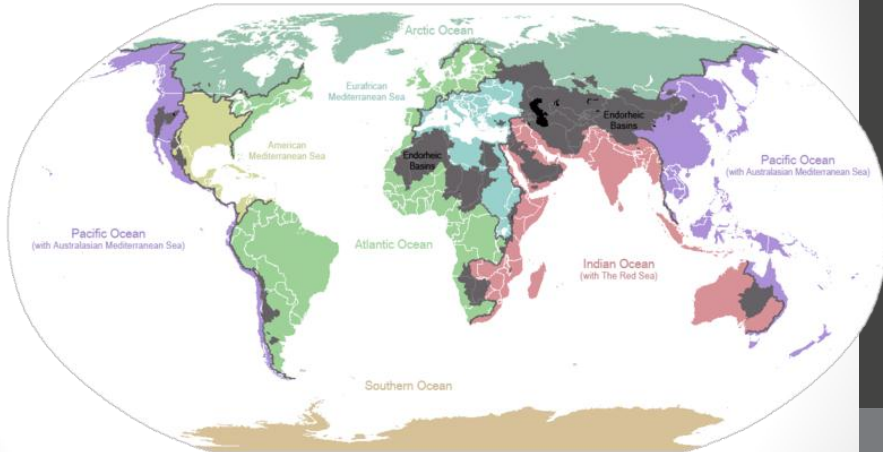 Arctic Ocean
Eurafrican
Mediterranean Sea
American
Mediterranean Sea
Endorheic
Basins
Endorheic
Basins
Pacific Ocean
(with Australasian Mediterranean Sea)
Pacific Ocean
(with Australasian Mediterranean Sea)
Atlantic Ocean
Indian Ocean
(with The Red Sea)
Southern Ocean